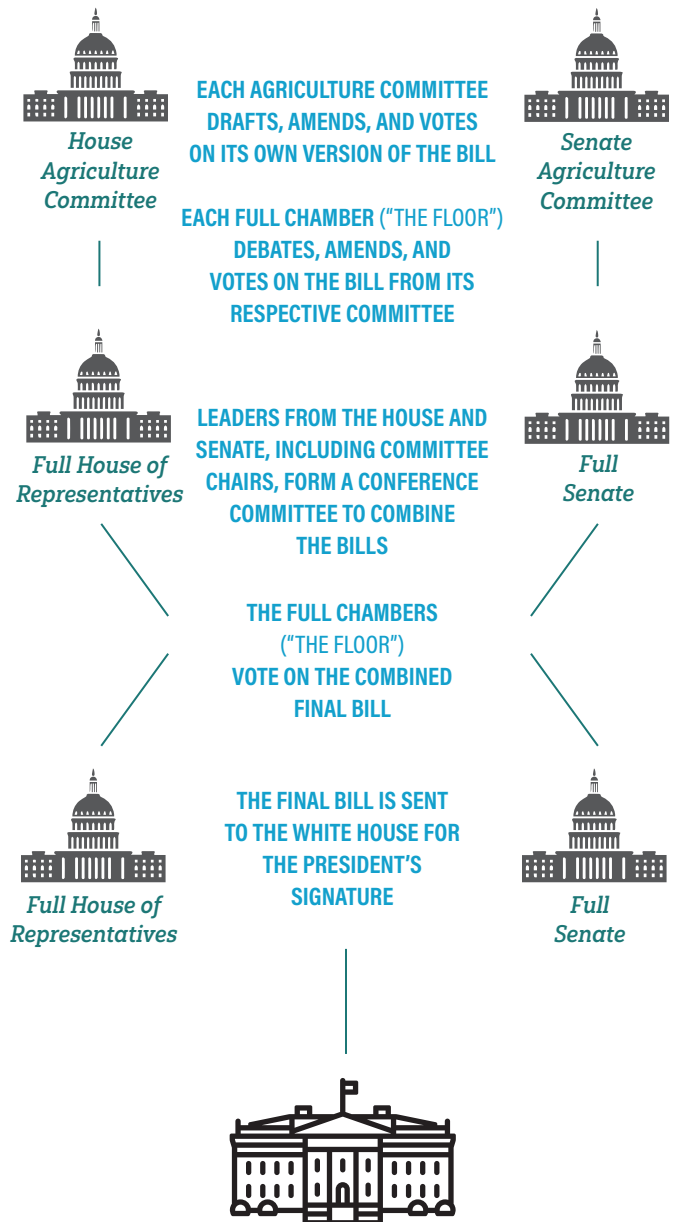 EACH AGRICULTURE COMMITTEE
DRAFTS, AMENDS, AND VOTES
ON ITS OWN VERSION OF THE BILL
House
Agriculture
Committee
Senate
Agriculture
Committee
EACH FULL CHAMBER (“THE FLOOR”)
DEBATES, AMENDS, AND
VOTES ON THE BILL FROM ITS
RESPECTIVE COMMITTEE
Full House of
Representatives
LEADERS FROM THE HOUSE AND
SENATE, INCLUDING COMMITTEE
CHAIRS, FORM A CONFERENCE
COMMITTEE TO COMBINE
THE BILLS
Full
Senate
THE FULL CHAMBERS
(“THE FLOOR”)
VOTE ON THE COMBINED
FINAL BILL
Full House of
Representatives
THE FINAL BILL IS SENT
TO THE WHITE HOUSE FOR
THE PRESIDENT’S
SIGNATURE
Full
Senate